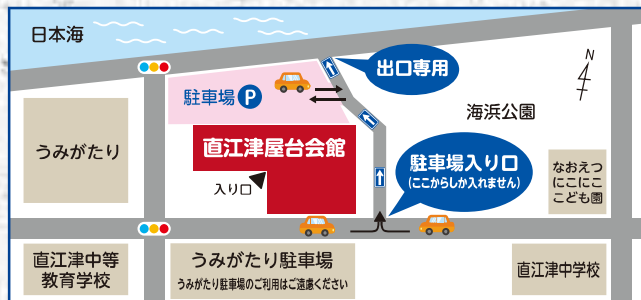 日本海
N
出口専用
駐車場 P
海浜公園
うみがたり
直江津屋台会館
入り口
駐車場入り口
(ここからしか入れません)
なおえつ
にこにこ
こども園
直江津中等
教育学校
うみがたり駐車場
うみがたり駐車場のご利用はご遠慮ください
直江津中学校